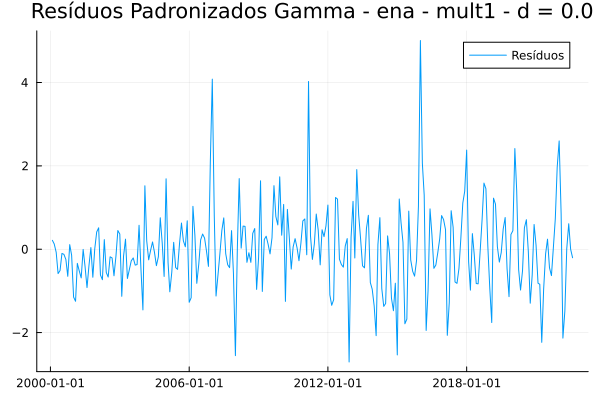 Resíduos Padronizados Gamma - ena - mult1 - d = 0.0
Resíduos
4
2
0
−2
2000-01-01 2006-01-01 2012-01-01 2018-01-01